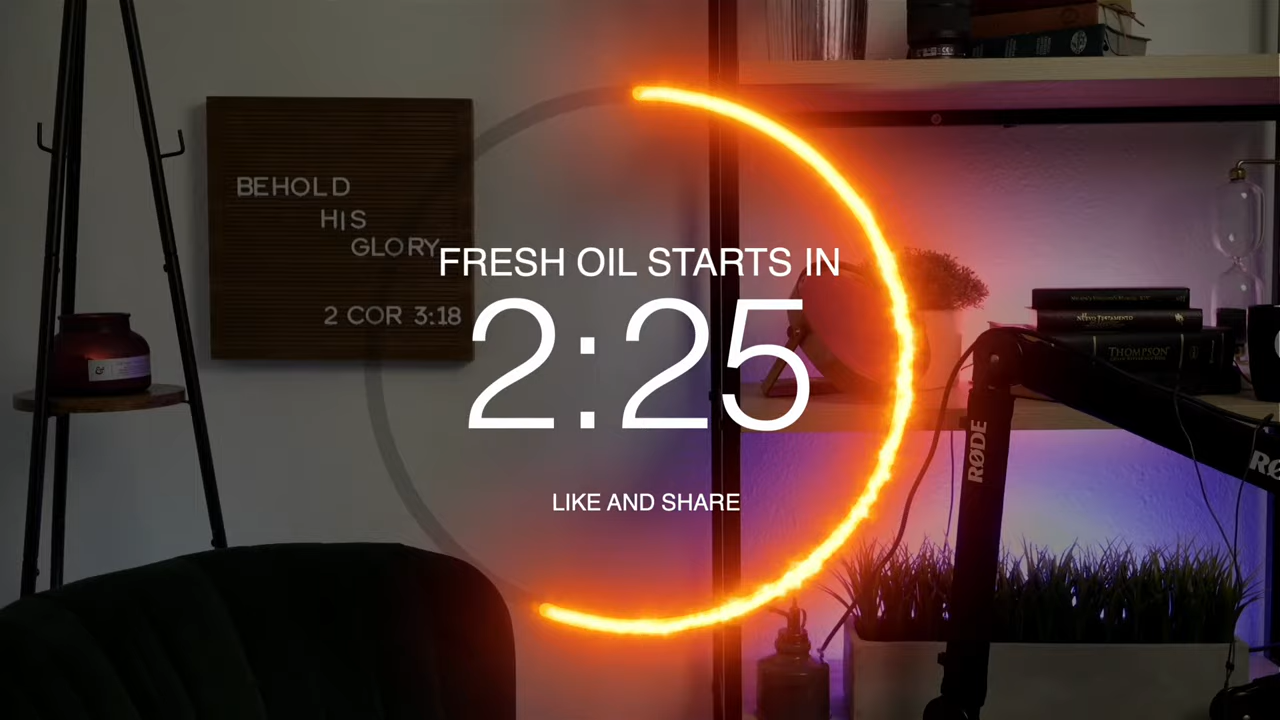 BEHOLD
HIS
GLORY
2 COR 3:18
FRESH OIL STARTS IN
2:25
LIKE AND SHARE
NUEVO TESTAMENTO
THOMPSON
RØDE